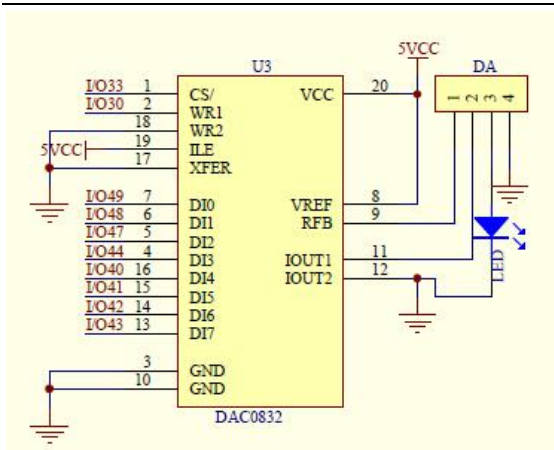 5VCC
U3
DA
I/O33 1 CS/ VCC 20
1 2 3 4
I/O30 2 WR1
18 WR2
5VCC 19 ILE
17 XFER
I/O49 7 DI0 VREF 8
I/O48 6 DI1 RFB 9
I/O47 5 DI2
I/O44 4 DI3 IOUT1 11
I/O40 16 DI4 IOUT2 12
LED
I/O41 15 DI5
I/O42 14 DI6
I/O43 13 DI7
3 GND
10 GND
DAC0832